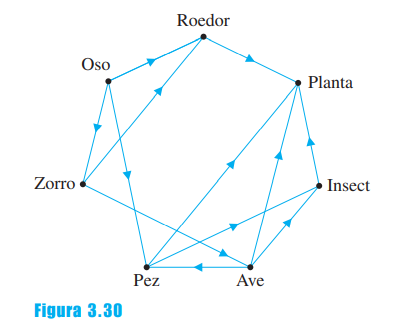 Roedor
Oso
Planta
Zorro
Insect
Pez
Ave
Figura 3.30